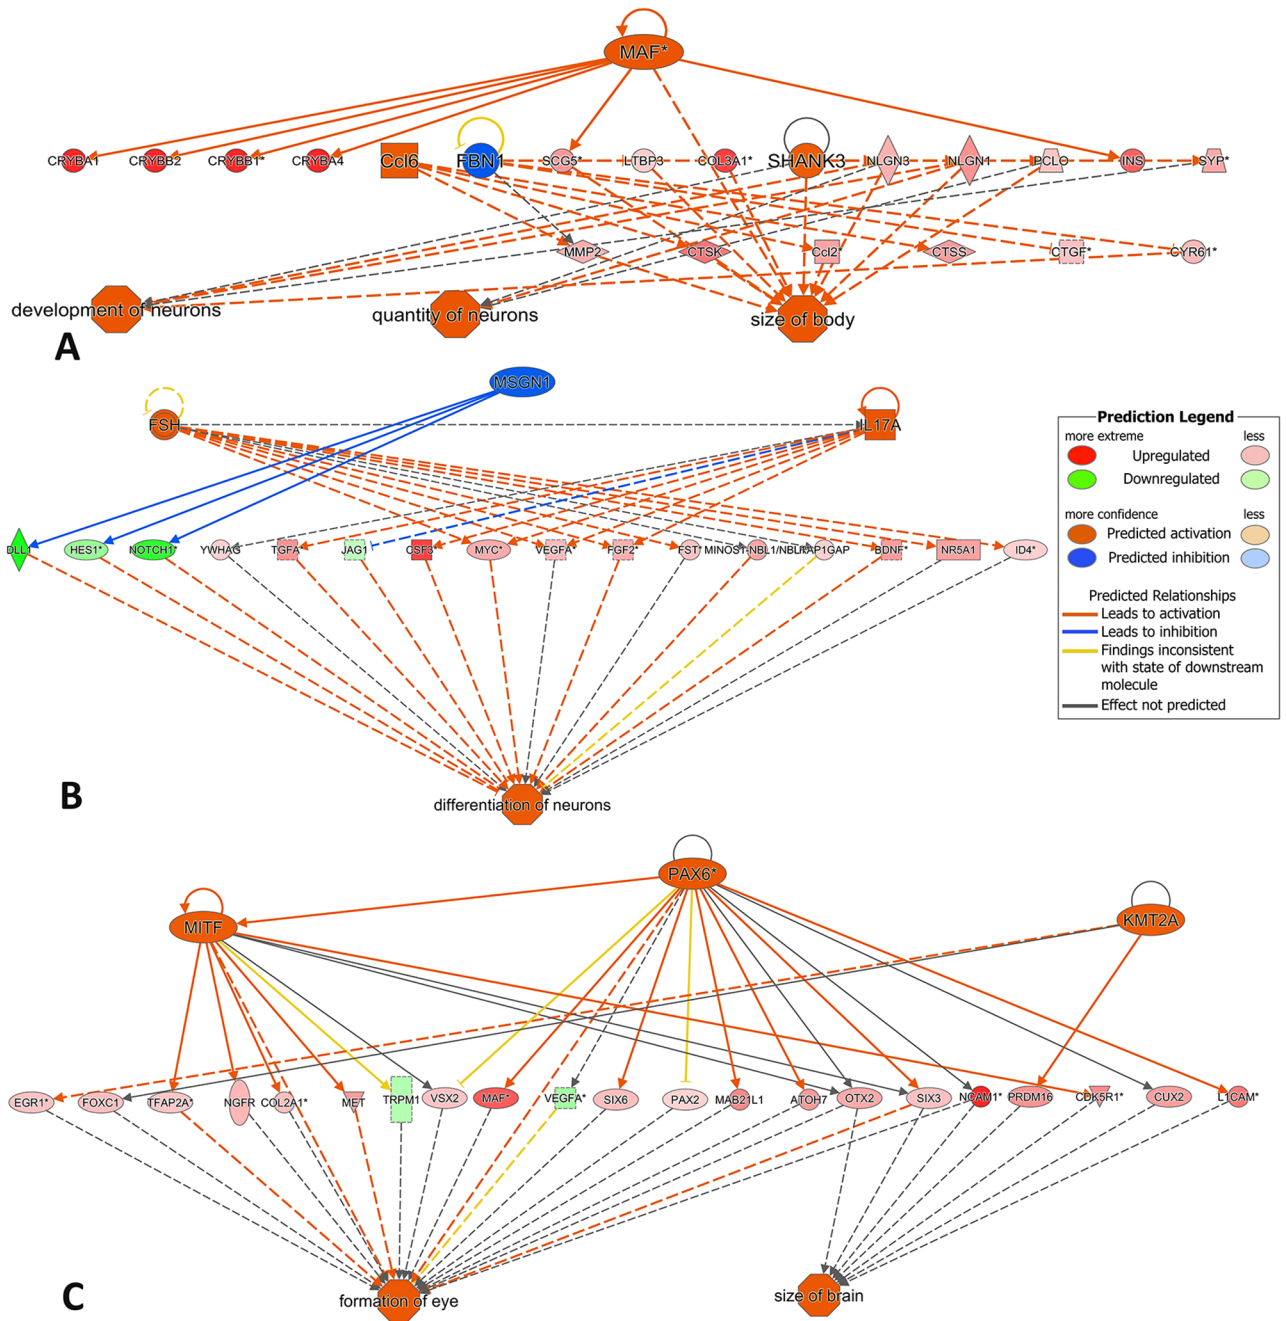 MAF*
CRYBA1
CRYBB2
CRYBB1*
CRYBA4
Ccl6
FBN1
SCG5*
LTBP3
COL3A1*
SHANK3
NLGN3
NLGN1
PCLO
INS
SYP*
MMP2
CTSK
Ccl2*
CTSS
CTGF*
CYR61*
development of neurons
quantity of neurons
size of body
A
MSGN1
FSH
IL17A
DLL1
HES1*
NOTCH1*
YWHAG
TGFA*
JAG1
CSF3*
MYC*
VEGFA*
FGF2*
FST*
MINOS1-NBL1/NBL1
RAP1GAP
BDNF*
NR5A1
ID4*
differentiation of neurons
B
Prediction Legend
more extreme less
Upregulated
Downregulated
more confidence less
Predicted activation
Predicted inhibition
Predicted Relationships
Leads to activation
Leads to inhibition
Findings inconsistent
with state of downstream
molecule
Effect not predicted
PAX6*
MITF
KMT2A
EGR1*
FOXC1
TFAP2A*
NGFR
COL2A1*
MET
TRPM1
VSX2
MAF*
VEGFA*
SIX6
PAX2
MAB21L1
ATOH7
OTX2
SIX3
NCAM1*
PRDM16
CDK5R1*
CUX2
L1CAM*
formation of eye
size of brain
C